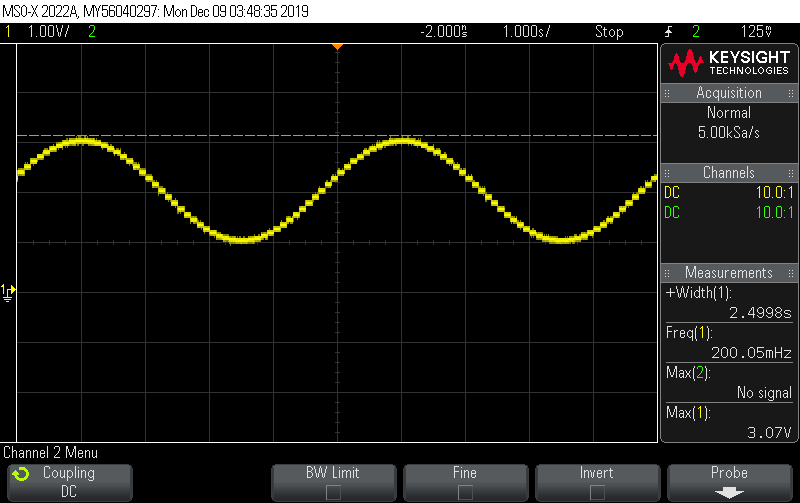 MSO-X 2022A, MY56040297: Mon Dec 09 03:48:35 2019
1 1.00V/ 2 -2.000ms 1.000s/ Stop 2 125mV
KEYSIGHT
TECHNOLOGIES
Acquisition
Normal
5.00kSa/s
Channels
DC 10.0:1
DC 10.0:1
1
Measurements
+Width(1):
2.4998s
Freq(1):
200.05mHz
Max(2):
No signal
Max(1):
3.07V
Channel 2 Menu
Coupling
DC
BW Limit
Fine
Invert
Probe